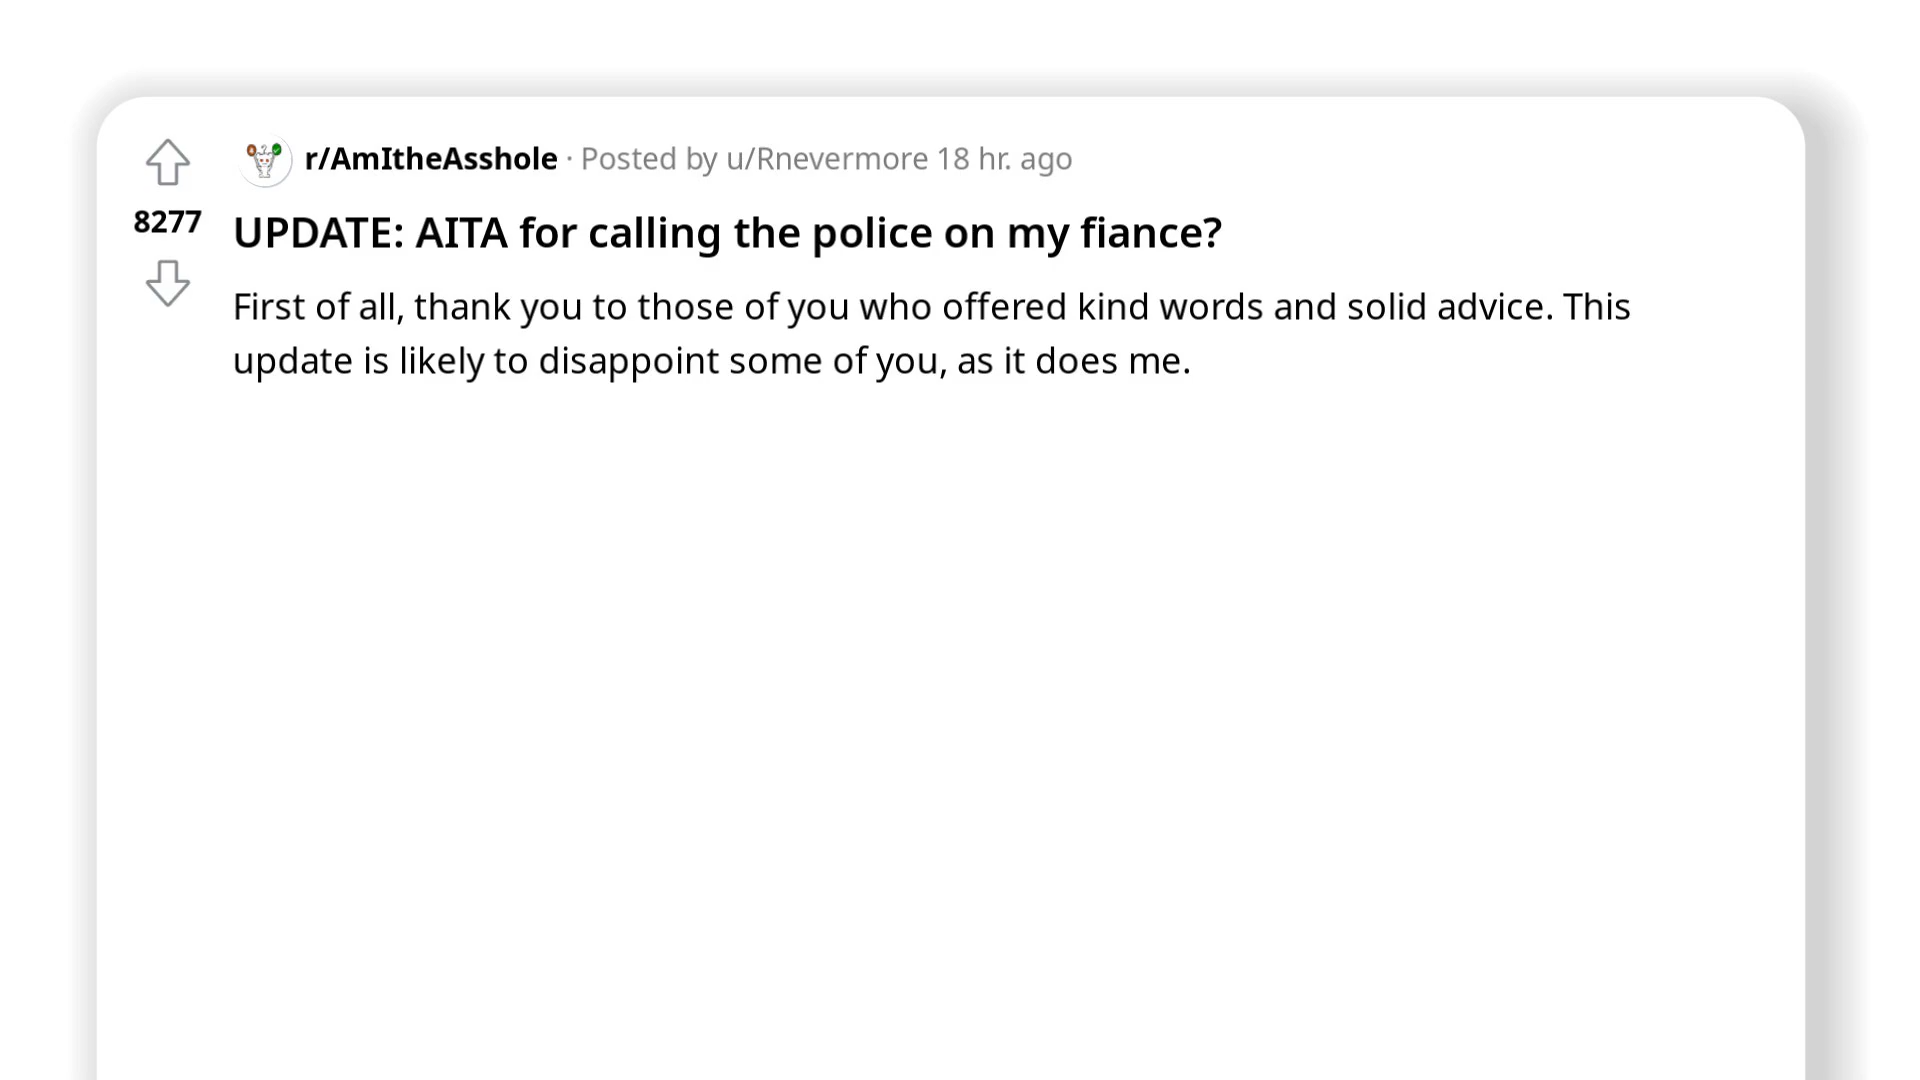 r/AmItheAsshole · Posted by u/Rnevermore 18 hr. ago
8277
UPDATE: AITA for calling the police on my fiance?
First of all, thank you to those of you who offered kind words and solid advice. This
update is likely to disappoint some of you, as it does me.